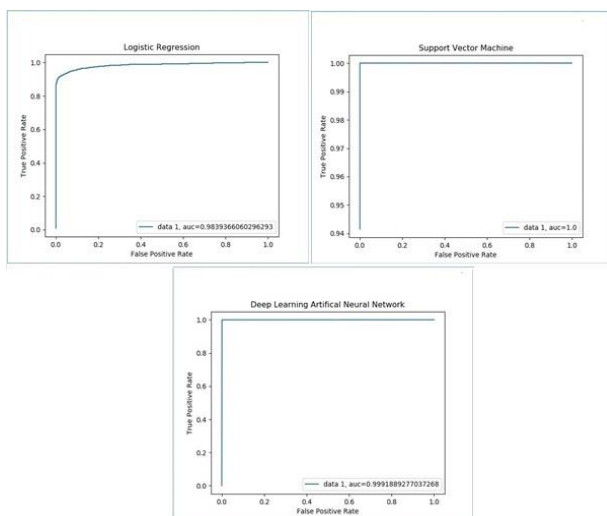 Logistic Regression
True Positive Rate
1.0
0.8
0.6
0.4
0.2
0.0
0.0 0.2 0.4 0.6 0.8 1.0
False Positive Rate
data 1, auc=0.9839366060296293
Support Vector Machine
True Positive Rate
1.00
0.99
0.98
0.97
0.96
0.95
0.94
0.0 0.2 0.4 0.6 0.8 1.0
False Positive Rate
data 1, auc=1.0
Deep Learning Artifical Neural Network
True Positive Rate
1.0
0.8
0.6
0.4
0.2
0.0
0.0 0.2 0.4 0.6 0.8 1.0
False Positive Rate
data 1, auc=0.9991889277037268